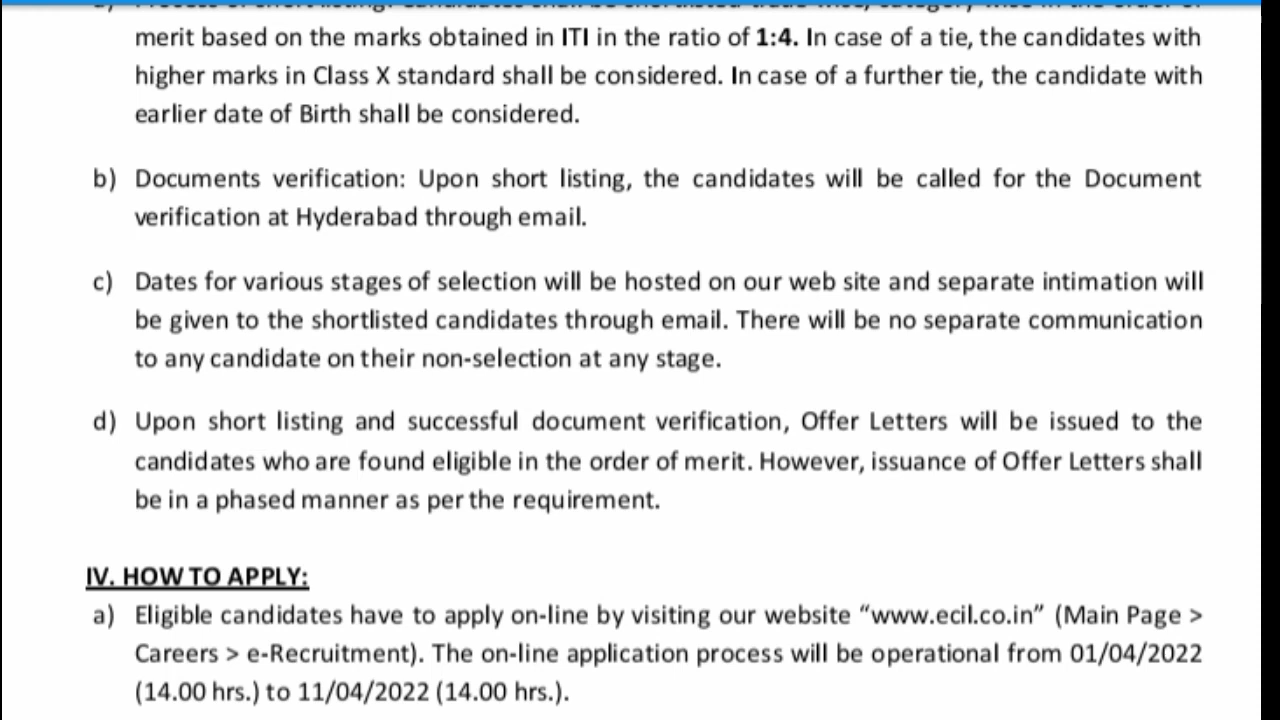 merit based on the marks obtained in ITI in the ratio of 1:4. In case of a tie, the candidates with
higher marks in Class X standard shall be considered. In case of a further tie, the candidate with
earlier date of Birth shall be considered.
b) Documents verification: Upon short listing, the candidates will be called for the Document
verification at Hyderabad through email.
c) Dates for various stages of selection will be hosted on our web site and separate intimation will
be given to the shortlisted candidates through email. There will be no separate communication
to any candidate on their non-selection at any stage.
d) Upon short listing and successful document verification, Offer Letters will be issued to the
candidates who are found eligible in the order of merit. However, issuance of Offer Letters shall
be in a phased manner as per the requirement.
IV. HOW TO APPLY:
a) Eligible candidates have to apply on-line by visiting our website “www.ecil.co.in” (Main Page >
Careers > e-Recruitment). The on-line application process will be operational from 01/04/2022
(14.00 hrs.) to 11/04/2022 (14.00 hrs.).